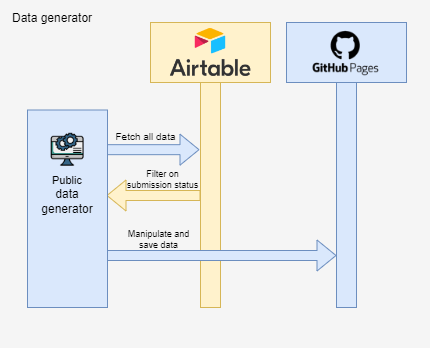 Data generator
Airtable
GitHub Pages
Fetch all data
Public
data
generator
Filter on
submission status
Manipulate and
save data